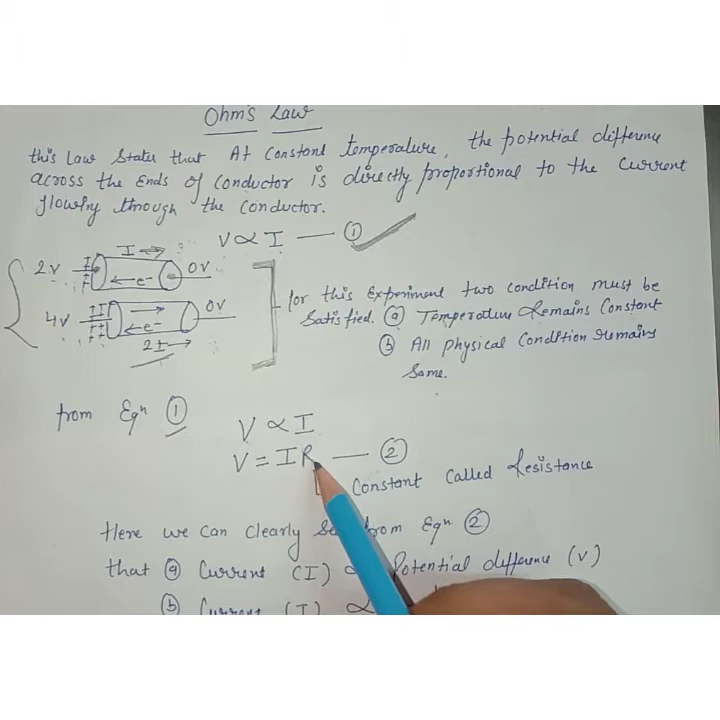 Ohm's Law
this Law States that At Constant temperature, the potential difference
across the Ends of Conductor is directly proportional to the Current
flowing through the Conductor.
V ∝ I — ①
I →
2V ← e- 0V
4V → 0V
← e-
2I →
for this Experiment two condition must be
Satisfied. ⓐ Temperature Remains Constant
ⓑ All physical Condition remains
Same.
from Eqn ①
V ∝ I
V = IR — ②
Constant Called Resistance
Here we Can Clearly from Eqn ②
that ⓐ Current (I) ∝ Potential difference (V)
ⓑ Current (I) ∝